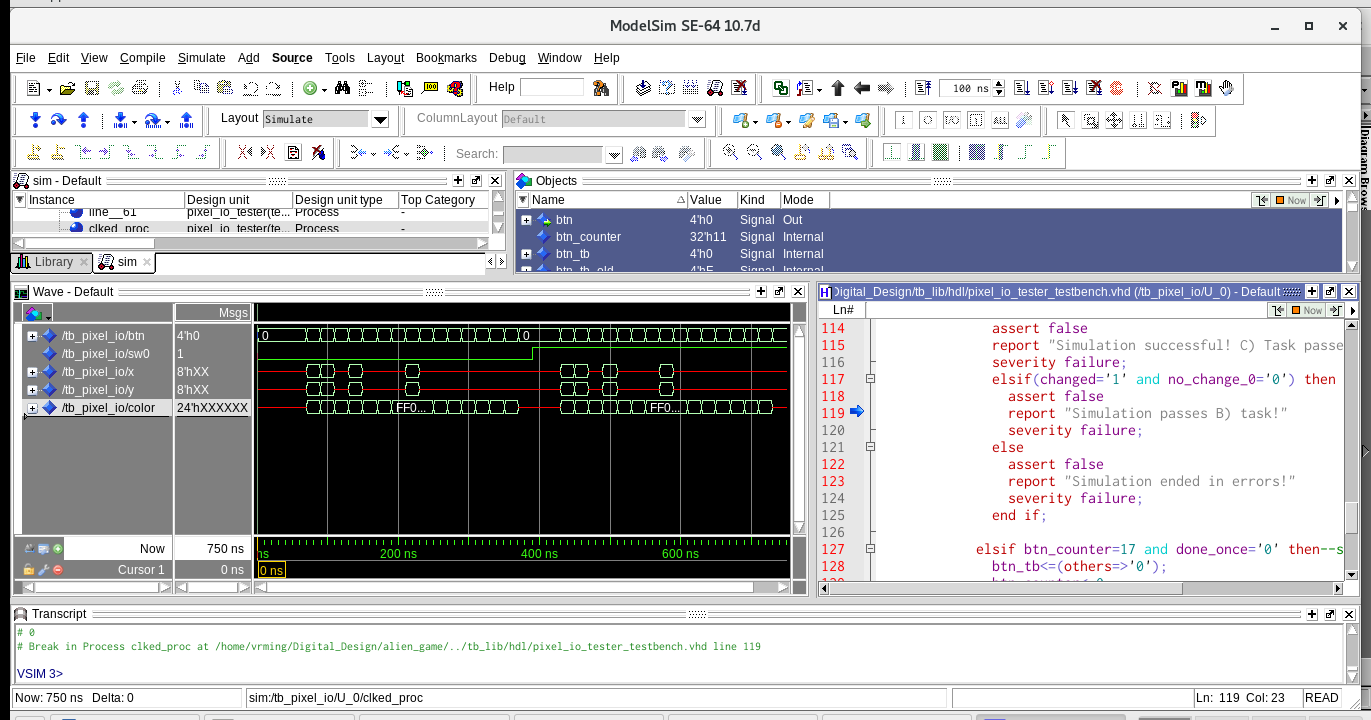 ModelSim SE-64 10.7d
File Edit View Compile Simulate Add Source Tools Layout Bookmarks Debug Window Help
Help 100 ns
Layout Simulate ColumnLayout Default
Search:
sim - Default
Instance Design unit Design unit type Top Category
line__61 pixel_io_tester(te... Process -
clked_proc pixel_io_tester(te... Process -
Library sim
Objects
Name Value Kind Mode Now
btn 4'h0 Signal Out
btn_counter 32'h11 Signal Internal
btn_tb 4'h0 Signal Internal
btn_tb_old 4'hF Signal Internal
Wave - Default
Msgs
/tb_pixel_io/btn 4'h0 0 0
/tb_pixel_io/sw0 1
/tb_pixel_io/x 8'hXX
/tb_pixel_io/y 8'hXX
/tb_pixel_io/color 24'hXXXXXX FF0... FF0...
Now 750 ns ns 200 ns 400 ns 600 ns
Cursor 1 0 ns 0 ns
Digital_Design/tb_lib/hdl/pixel_io_tester_testbench.vhd (/tb_pixel_io/U_0) - Default
Ln# Now
114 assert false
115 report "Simulation successful! C) Task passe
116 severity failure;
117 elsif(changed='1' and no_change_0='0') then
118 assert false
119 report "Simulation passes B) task!"
120 severity failure;
121 else
122 assert false
123 report "Simulation ended in errors!"
124 severity failure;
125 end if;
126
127 elsif btn_counter=17 and done_once='0' then--s
128 btn_tb<=(others=>'0');
Transcript
# 0
# Break in Process clked_proc at /home/vrming/Digital_Design/alien_game/../tb_lib/hdl/pixel_io_tester_testbench.vhd line 119
VSIM 3>
Now: 750 ns Delta: 0 sim:/tb_pixel_io/U_0/clked_proc Ln: 119 Col: 23 READ
Diagram Brows